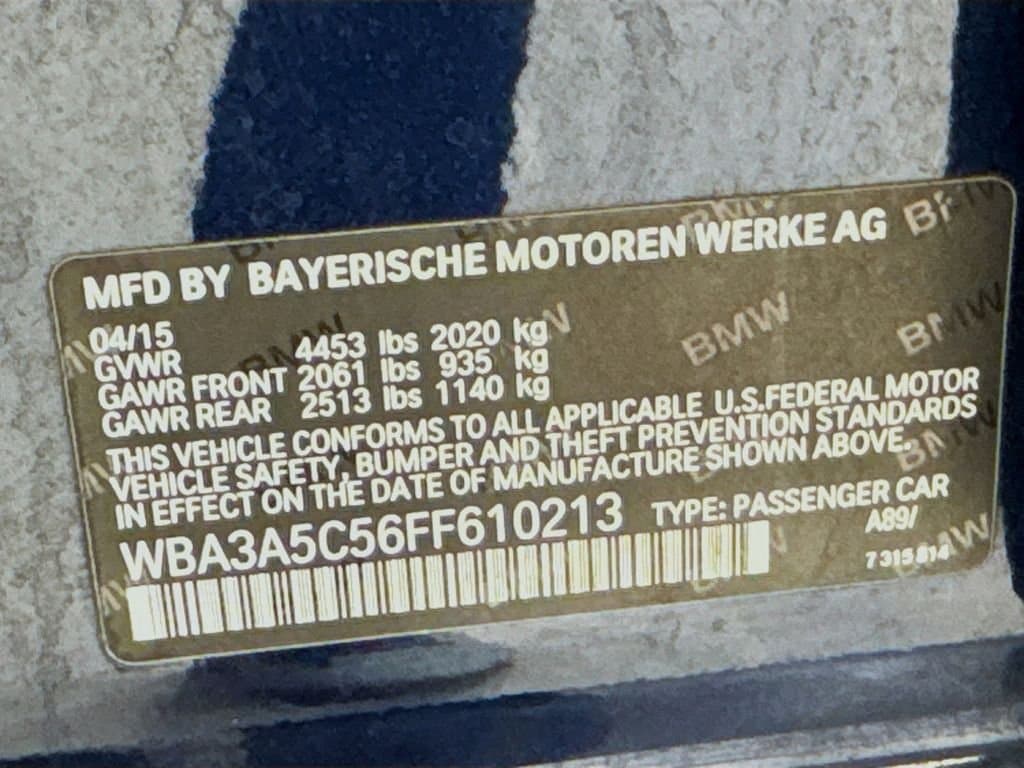 MFD BY BAYERISCHE MOTOREN WERKE AG
04/15
GVWR 4453 lbs 2020 kg
GAWR FRONT 2061 lbs 935 kg
GAWR REAR 2513 lbs 1140 kg
THIS VEHICLE CONFORMS TO ALL APPLICABLE U.S.FEDERAL MOTOR
VEHICLE SAFETY, BUMPER AND THEFT PREVENTION STANDARDS
IN EFFECT ON THE DATE OF MANUFACTURE SHOWN ABOVE.
WBA3A5C56FF610213 TYPE: PASSENGER CAR
A89/
7 315 814
BMW